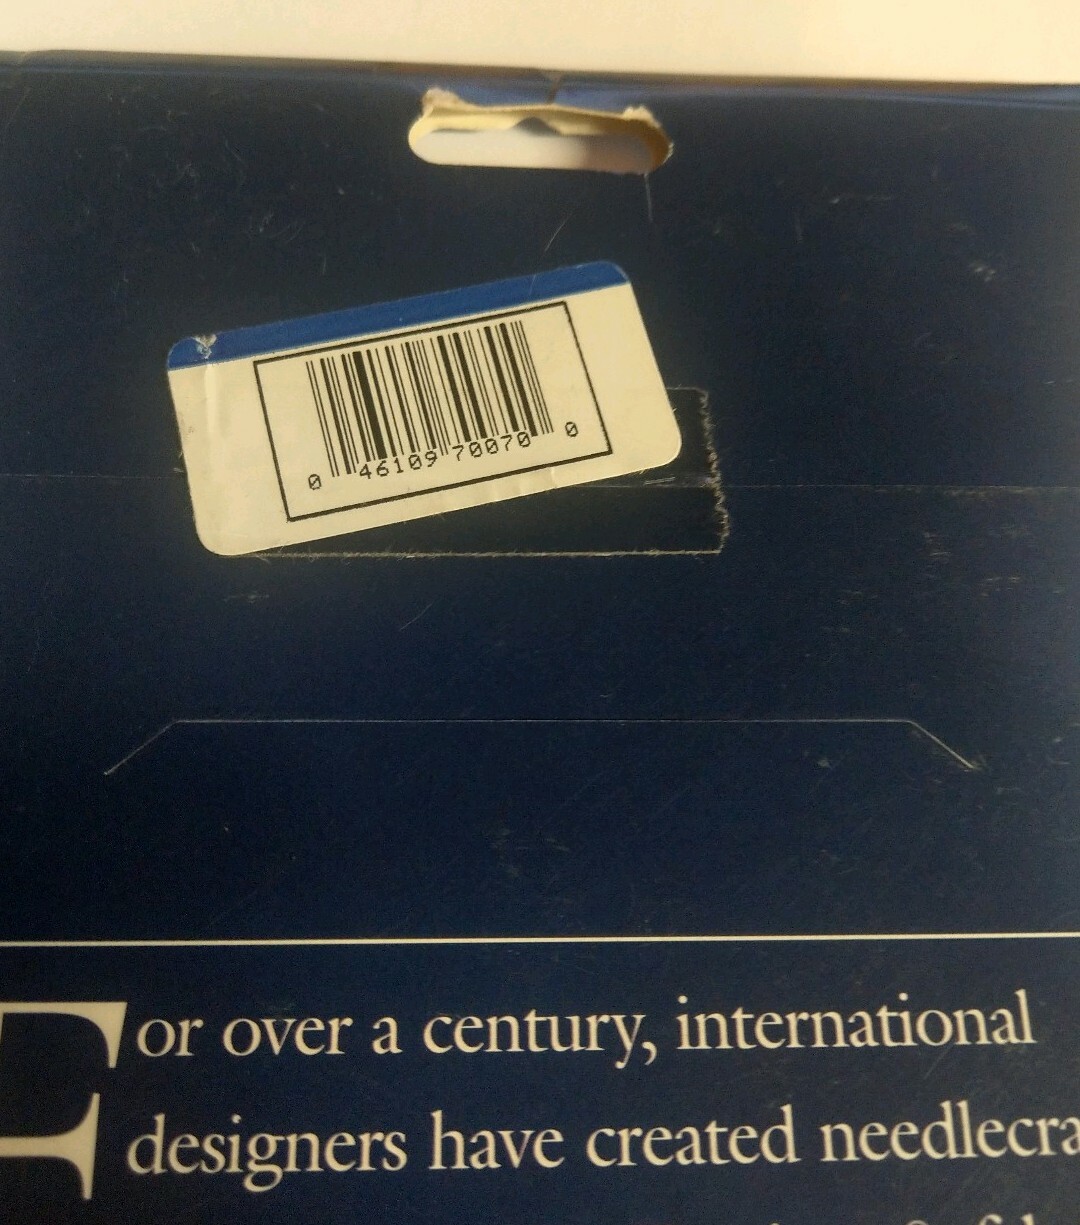 0 46109 70070 0
For over a century, international
designers have created needlecra